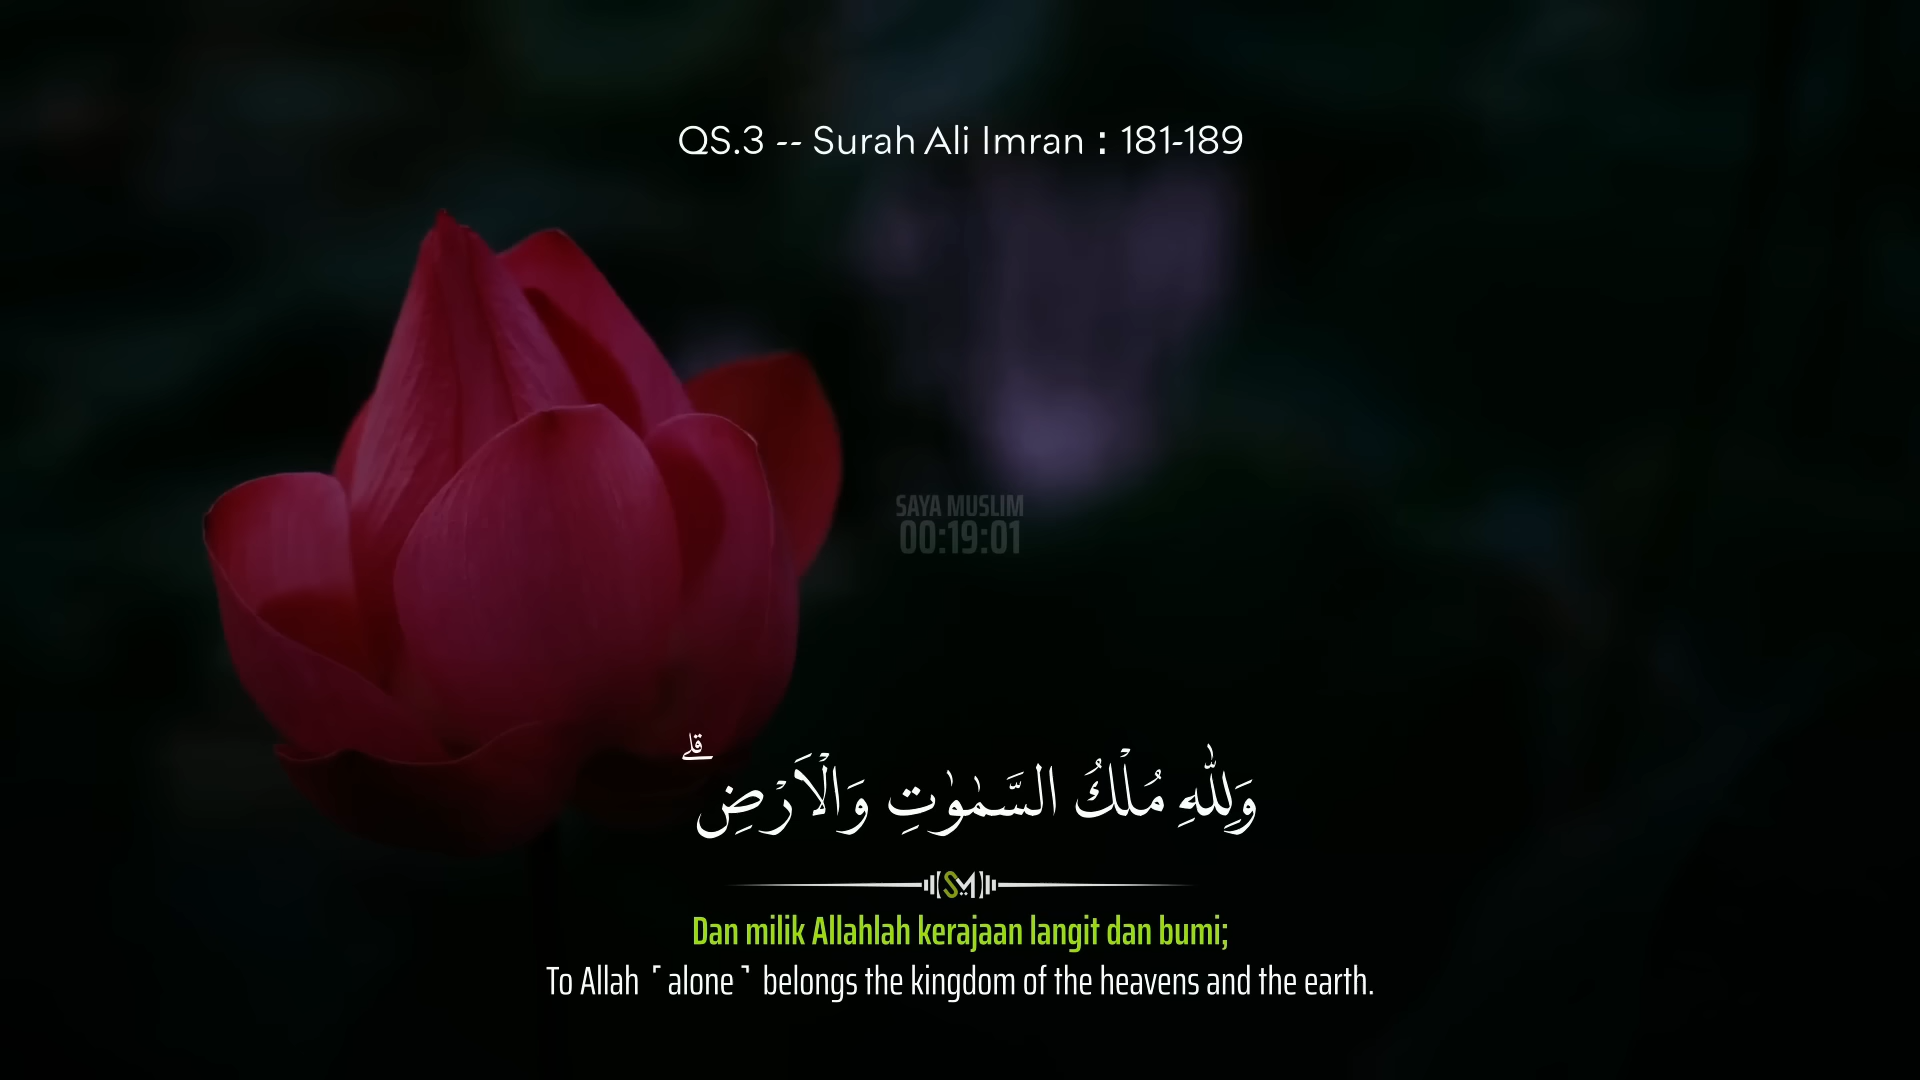 QS.3 -- Surah Ali Imran : 181-189
SAYA MUSLIM
00:19:01
وَلِلّٰهِ مُلْكُ السَّمٰوٰتِ وَالْاَرْضِۗ
SM
Dan milik Allahlah kerajaan langit dan bumi;
To Allah ˹alone˺ belongs the kingdom of the heavens and the earth.